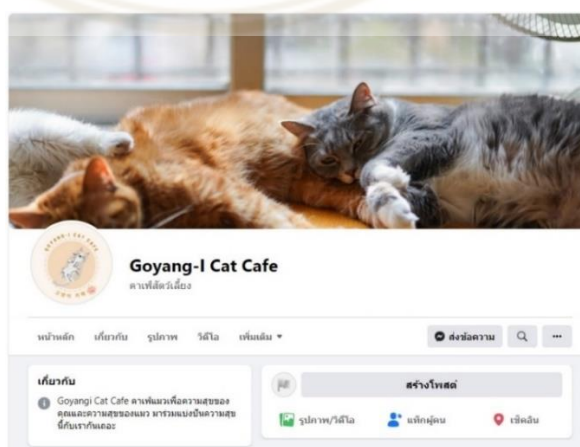 GOYANG-I CAT CAFE
Goyang-I Cat Cafe
คาเฟ่สัตว์เลี้ยง
หน้าหลัก เกี่ยวกับ รูปภาพ วิดีโอ เพิ่มเติม
ส่งข้อความ
เกี่ยวกับ
Goyangi Cat Cafe คาเฟ่แมวเพื่อความสุขของ
คุณและความสุขของแมว มาร่วมแบ่งปันความสุข
นี้กับเรากันเถอะ
สร้างโพสต์
รูปภาพ/วิดีโอ แท็กผู้คน เช็คอิน